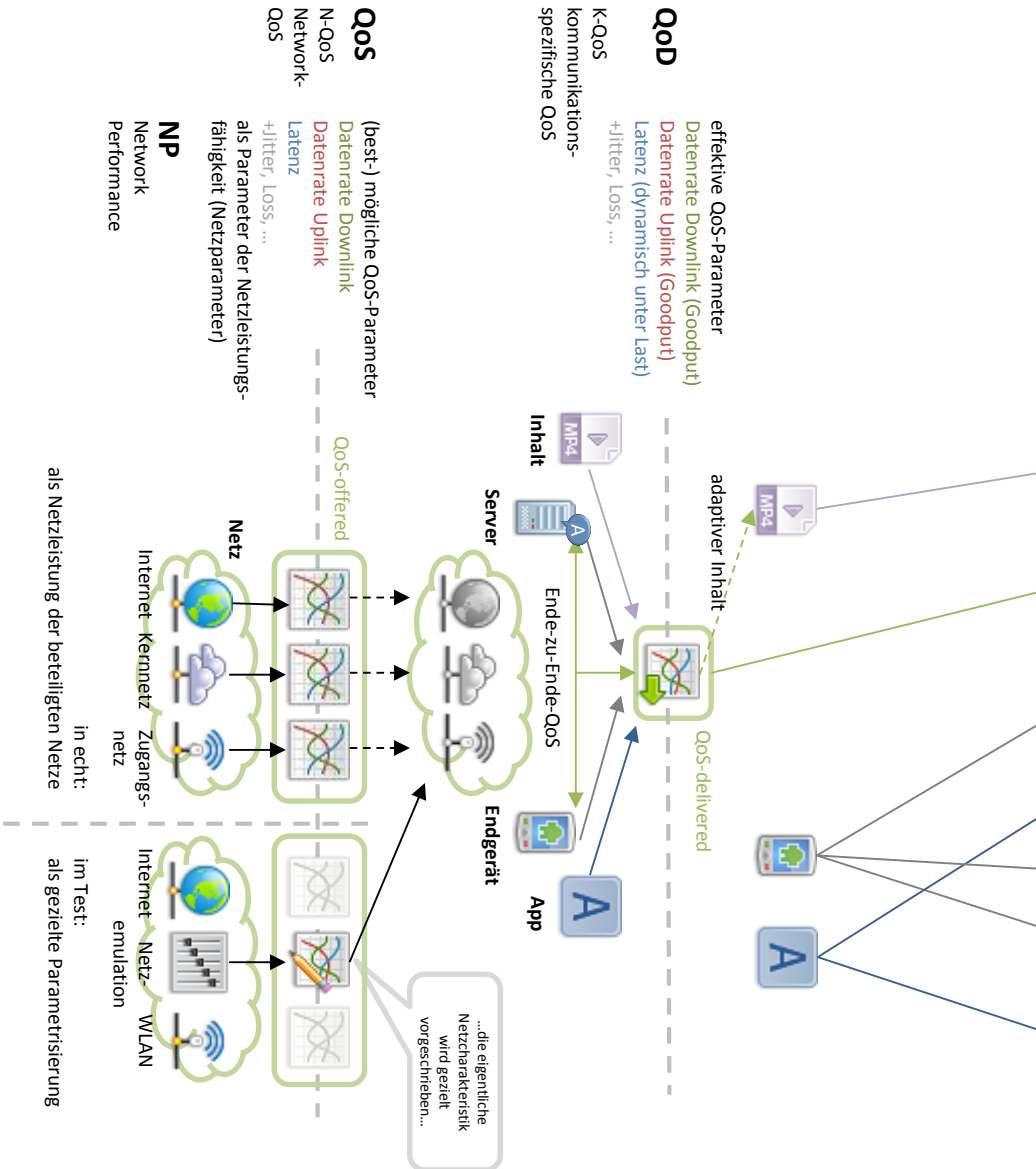 QoD
K-QoS
kommunikations-
spezifische QoS
effektive QoS-Parameter
Datenrate Downlink (Goodput)
Datenrate Uplink (Goodput)
Latenz (dynamisch unter Last)
+Jitter, Loss, ...
adaptiver Inhalt
MP4
A
QoS-delivered
MP4
Inhalt
A
Server
Ende-zu-Ende-QoS
Endgerät
A
App
QoS
N-QoS
Network-
QoS
(best-) mögliche QoS-Parameter
Datenrate Downlink
Datenrate Uplink
Latenz
+Jitter, Loss, ...
als Parameter der Netzleistungs-
fähigkeit (Netzparameter)
NP
Network
Performance
QoS-offered
...die eigentliche
Netzcharakteristik
wird gezielt
vorgeschrieben...
Netz
Internet
Kernnetz
Zugangs-
netz
Internet
Netz-
emulation
WLAN
in echt:
als Netzleistung der beteiligten Netze
im Test:
als gezielte Parametrisierung